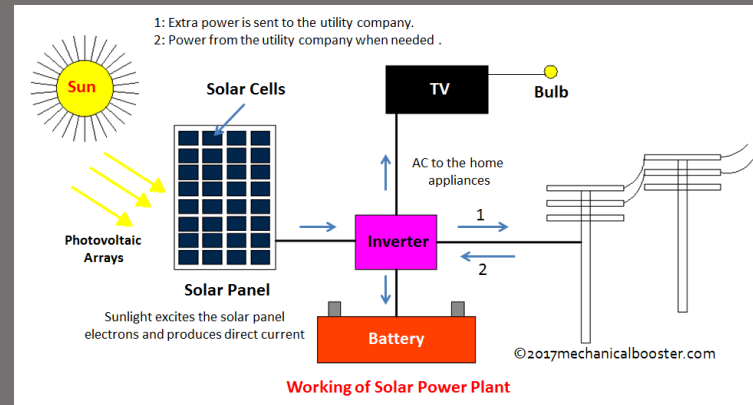 1: Extra power is sent to the utility company.
2: Power from the utility company when needed .
Sun
Solar Cells
TV
Bulb
AC to the home
appliances
Photovoltaic
Arrays
Inverter
1
2
Solar Panel
Sunlight excites the solar panel
electrons and produces direct current
Battery
©2017mechanicalbooster.com
Working of Solar Power Plant